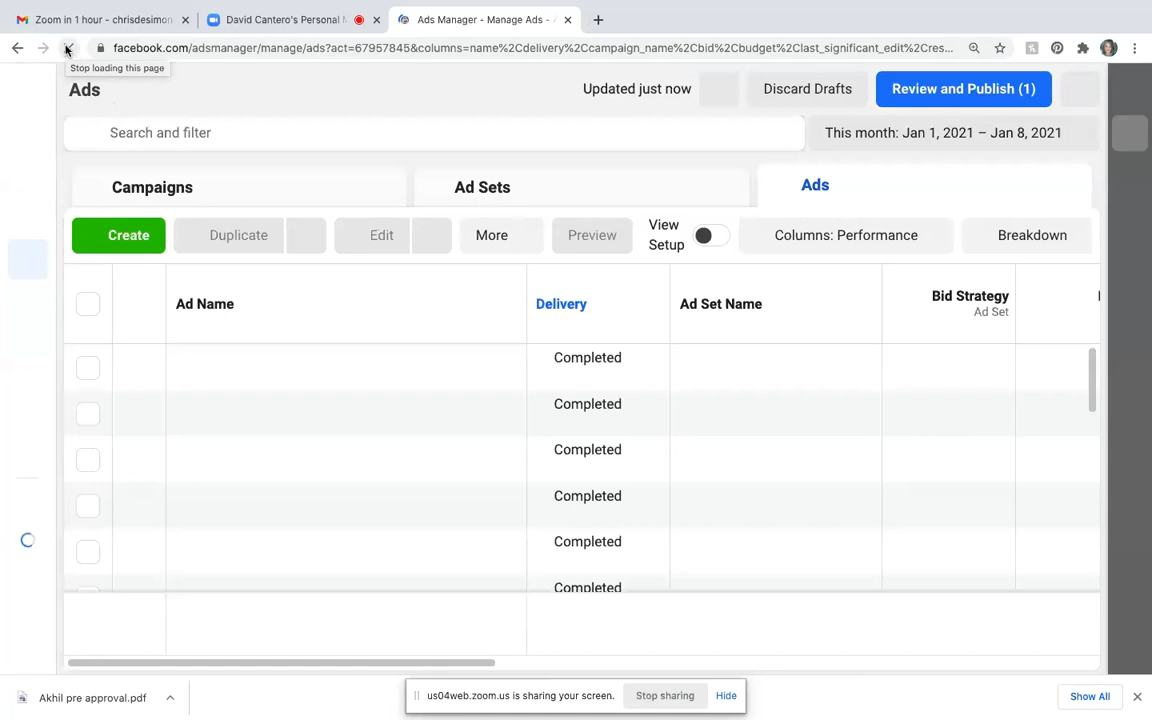 Zoom in 1 hour - chrisdesimon
David Cantero's Personal M
Ads Manager - Manage Ads - A
facebook.com/adsmanager/manage/ads?act=67957845&columns=name%2Cdelivery%2Ccampaign_name%2Cbid%2Cbudget%2Clast_significant_edit%2Cres...
Stop loading this page
Ads
Updated just now
Discard Drafts
Review and Publish (1)
Search and filter
This month: Jan 1, 2021 – Jan 8, 2021
Campaigns
Ad Sets
Ads
Create
Duplicate
Edit
More
Preview
View
Setup
Columns: Performance
Breakdown
Ad Name
Delivery
Ad Set Name
Bid Strategy
Ad Set
Completed
Completed
Completed
Completed
Completed
Completed
Akhil pre approval.pdf
us04web.zoom.us is sharing your screen.
Stop sharing
Hide
Show All